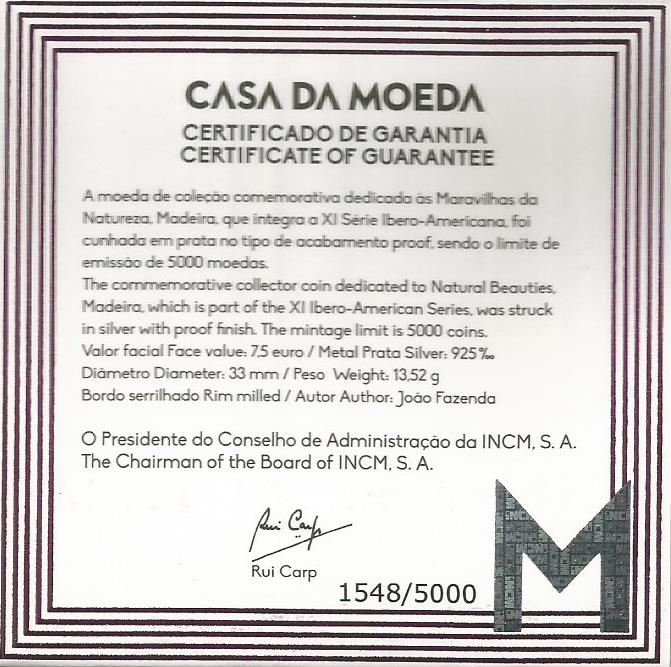 CASA DA MOEDA
CERTIFICADO DE GARANTIA
CERTIFICATE OF GUARANTEE
A moeda de coleção comemorativa dedicada às Maravilhas da
Natureza, Madeira, que integra a XI Série Ibero-Americana, foi
cunhada em prata no tipo de acabamento proof, sendo o limite de
emissão de 5000 moedas.
The commemorative collector coin dedicated to Natural Beauties,
Madeira, which is part of the XI Ibero-American Series, was struck
in silver with proof finish. The mintage limit is 5000 coins.
Valor facial Face value: 7,5 euro / Metal Prata Silver: 925‰
Diâmetro Diameter: 33 mm / Peso Weight: 13,52 g
Bordo serrilhado Rim milled / Autor Author: João Fazenda
O Presidente do Conselho de Administração da INCM, S. A.
The Chairman of the Board of INCM, S. A.
Rui Carp
Rui Carp
1548/5000
M